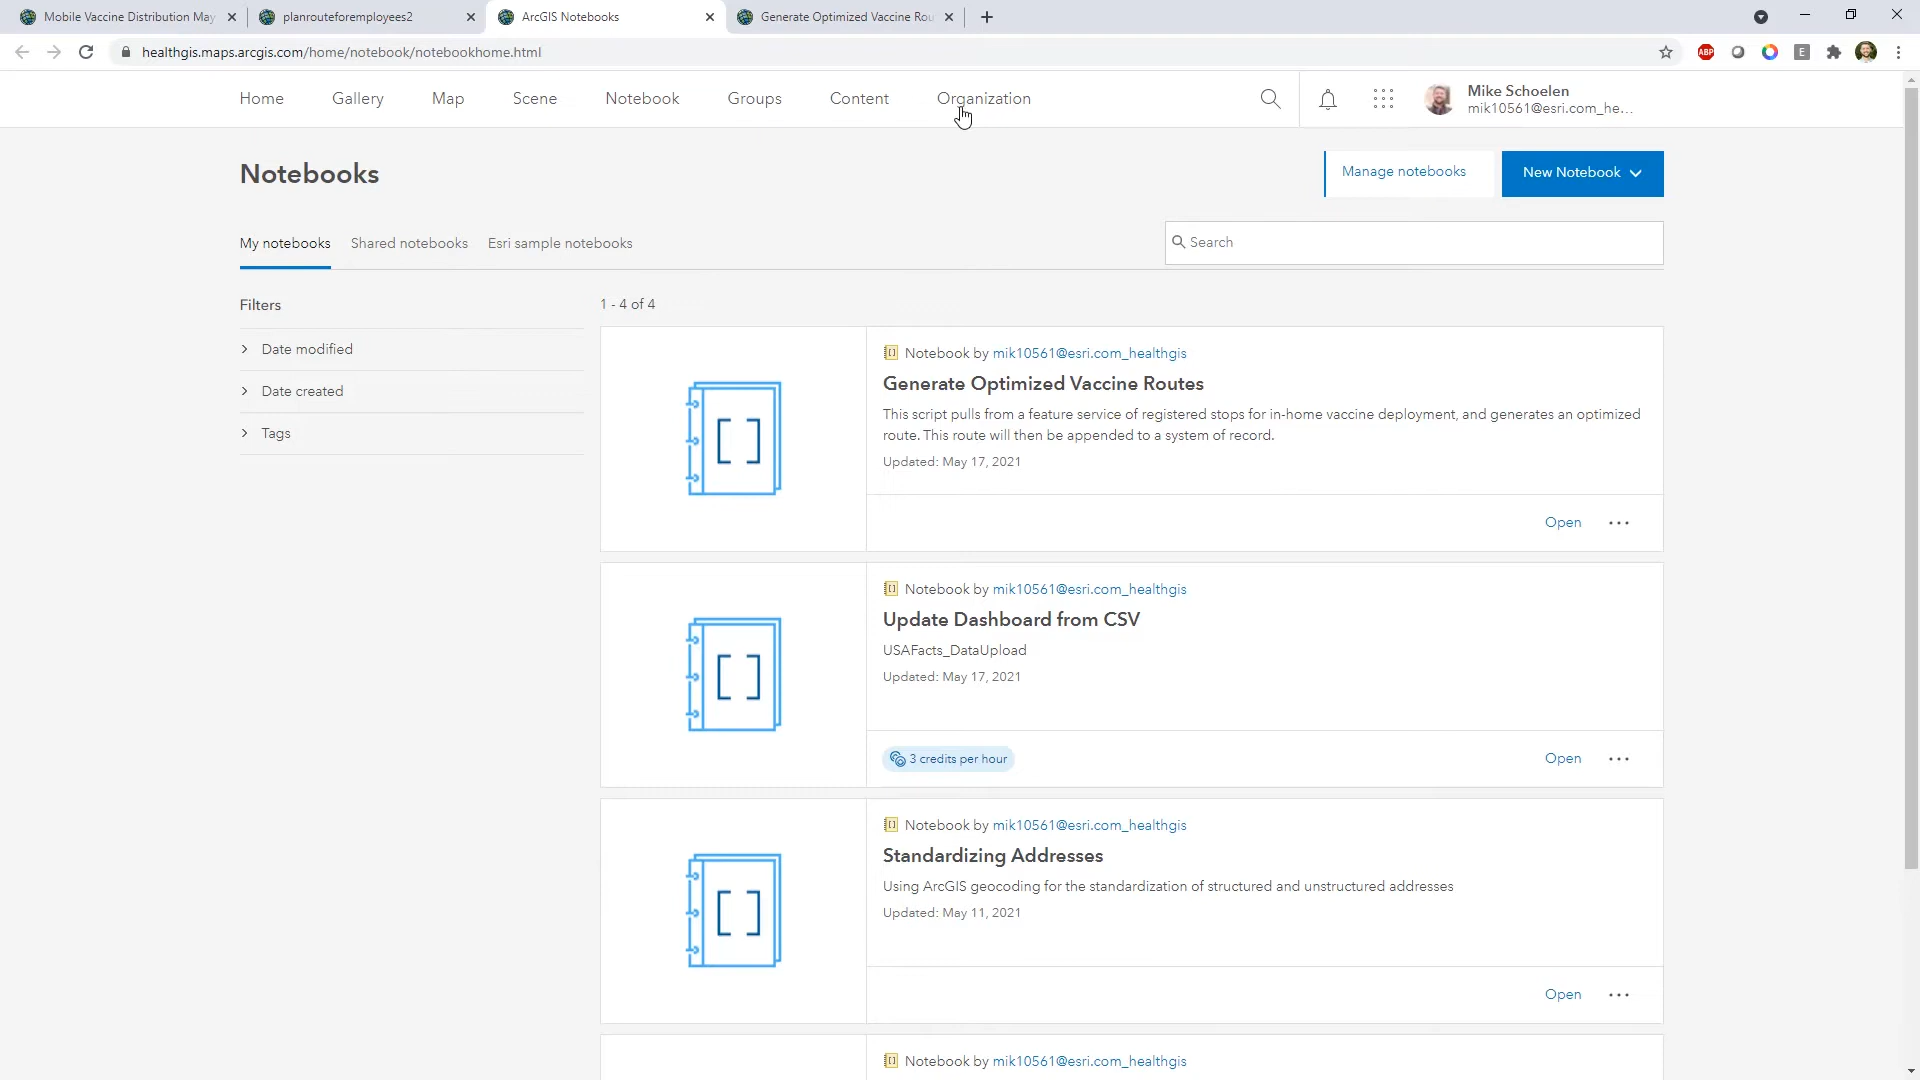 Mobile Vaccine Distribution May
planrouteforemployees2
ArcGIS Notebooks
Generate Optimized Vaccine Rou
healthgis.maps.arcgis.com/home/notebook/notebookhome.html
ABP
E
Home
Gallery
Map
Scene
Notebook
Groups
Content
Organization
Mike Schoelen
mik10561@esri.com_he...
Notebooks
Manage notebooks
New Notebook
My notebooks
Shared notebooks
Esri sample notebooks
Search
Filters
Date modified
Date created
Tags
1 - 4 of 4
Notebook by mik10561@esri.com_healthgis
Generate Optimized Vaccine Routes
This script pulls from a feature service of registered stops for in-home vaccine deployment, and generates an optimized
route. This route will then be appended to a system of record.
Updated: May 17, 2021
Open
Notebook by mik10561@esri.com_healthgis
Update Dashboard from CSV
USAFacts_DataUpload
Updated: May 17, 2021
3 credits per hour
Open
Notebook by mik10561@esri.com_healthgis
Standardizing Addresses
Using ArcGIS geocoding for the standardization of structured and unstructured addresses
Updated: May 11, 2021
Open
Notebook by mik10561@esri.com_healthgis